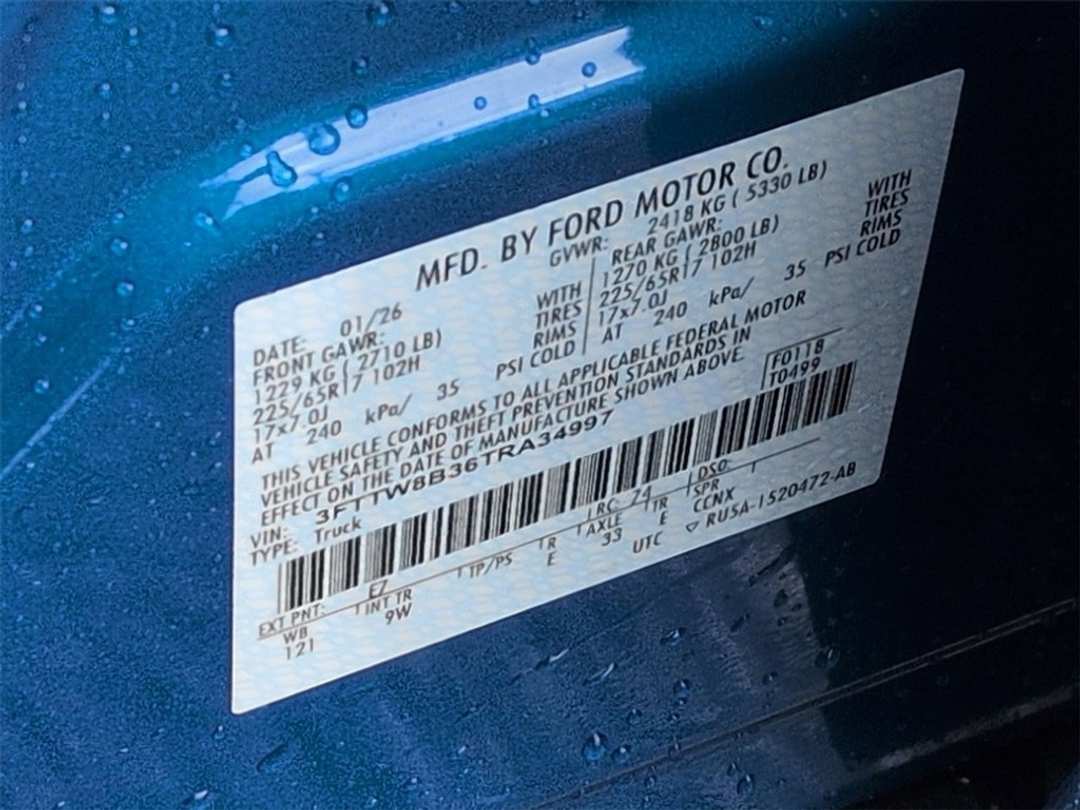 MFD. BY FORD MOTOR CO.
DATE: 01/26
GVWR: 2418 KG ( 5330 LB)
FRONT GAWR:
1229 KG ( 2710 LB)
WITH
225/65R17 102H
TIRES
17x7.0J
RIMS
AT 240 kPa/ 35 PSI COLD
REAR GAWR:
1270 KG ( 2800 LB)
WITH
225/65R17 102H
TIRES
17x7.0J
RIMS
AT 240 kPa/ 35 PSI COLD
THIS VEHICLE CONFORMS TO ALL APPLICABLE FEDERAL MOTOR
VEHICLE SAFETY AND THEFT PREVENTION STANDARDS IN
EFFECT ON THE DATE OF MANUFACTURE SHOWN ABOVE.
VIN: 3FTTW8B36TRA34997
F0118
TYPE: Truck
T0499
EXT PNT: E7 RC: 74 DSO:
WB INT TR TP/PS R AXLE TR SPR
121 9W E 33 E CCNX
UTC ▽ RU5A-1520472-AB